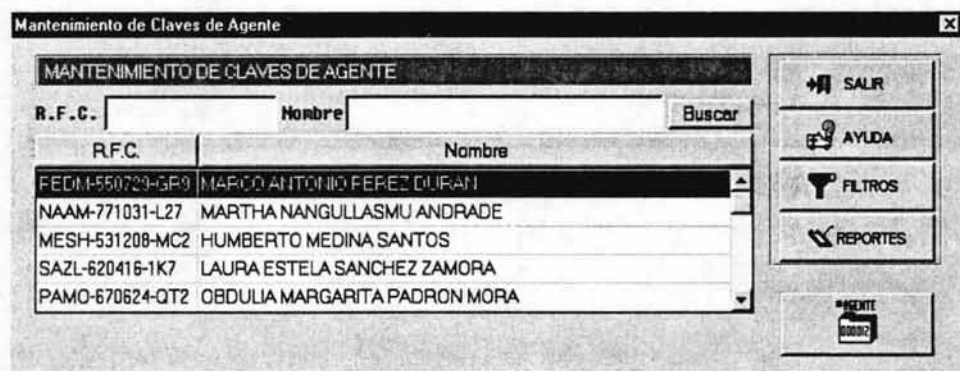 Mantenimiento de Claves de Agente
MANTENIMIENTO DE CLAVES DE AGENTE
R.F.C. Nombre Buscar
R.F.C. Nombre
PEDM-550729-GR9 MARCO ANTONIO PEREZ DURAN
NAAM-771031-L27 MARTHA NANGULLASMU ANDRADE
MESH-531208-MC2 HUMBERTO MEDINA SANTOS
SAZL-620416-1K7 LAURA ESTELA SANCHEZ ZAMORA
PAMO-670624-QT2 OBDULIA MARGARITA PADRON MORA
SALIR
AYUDA
FILTROS
REPORTES
AGENTE
000012